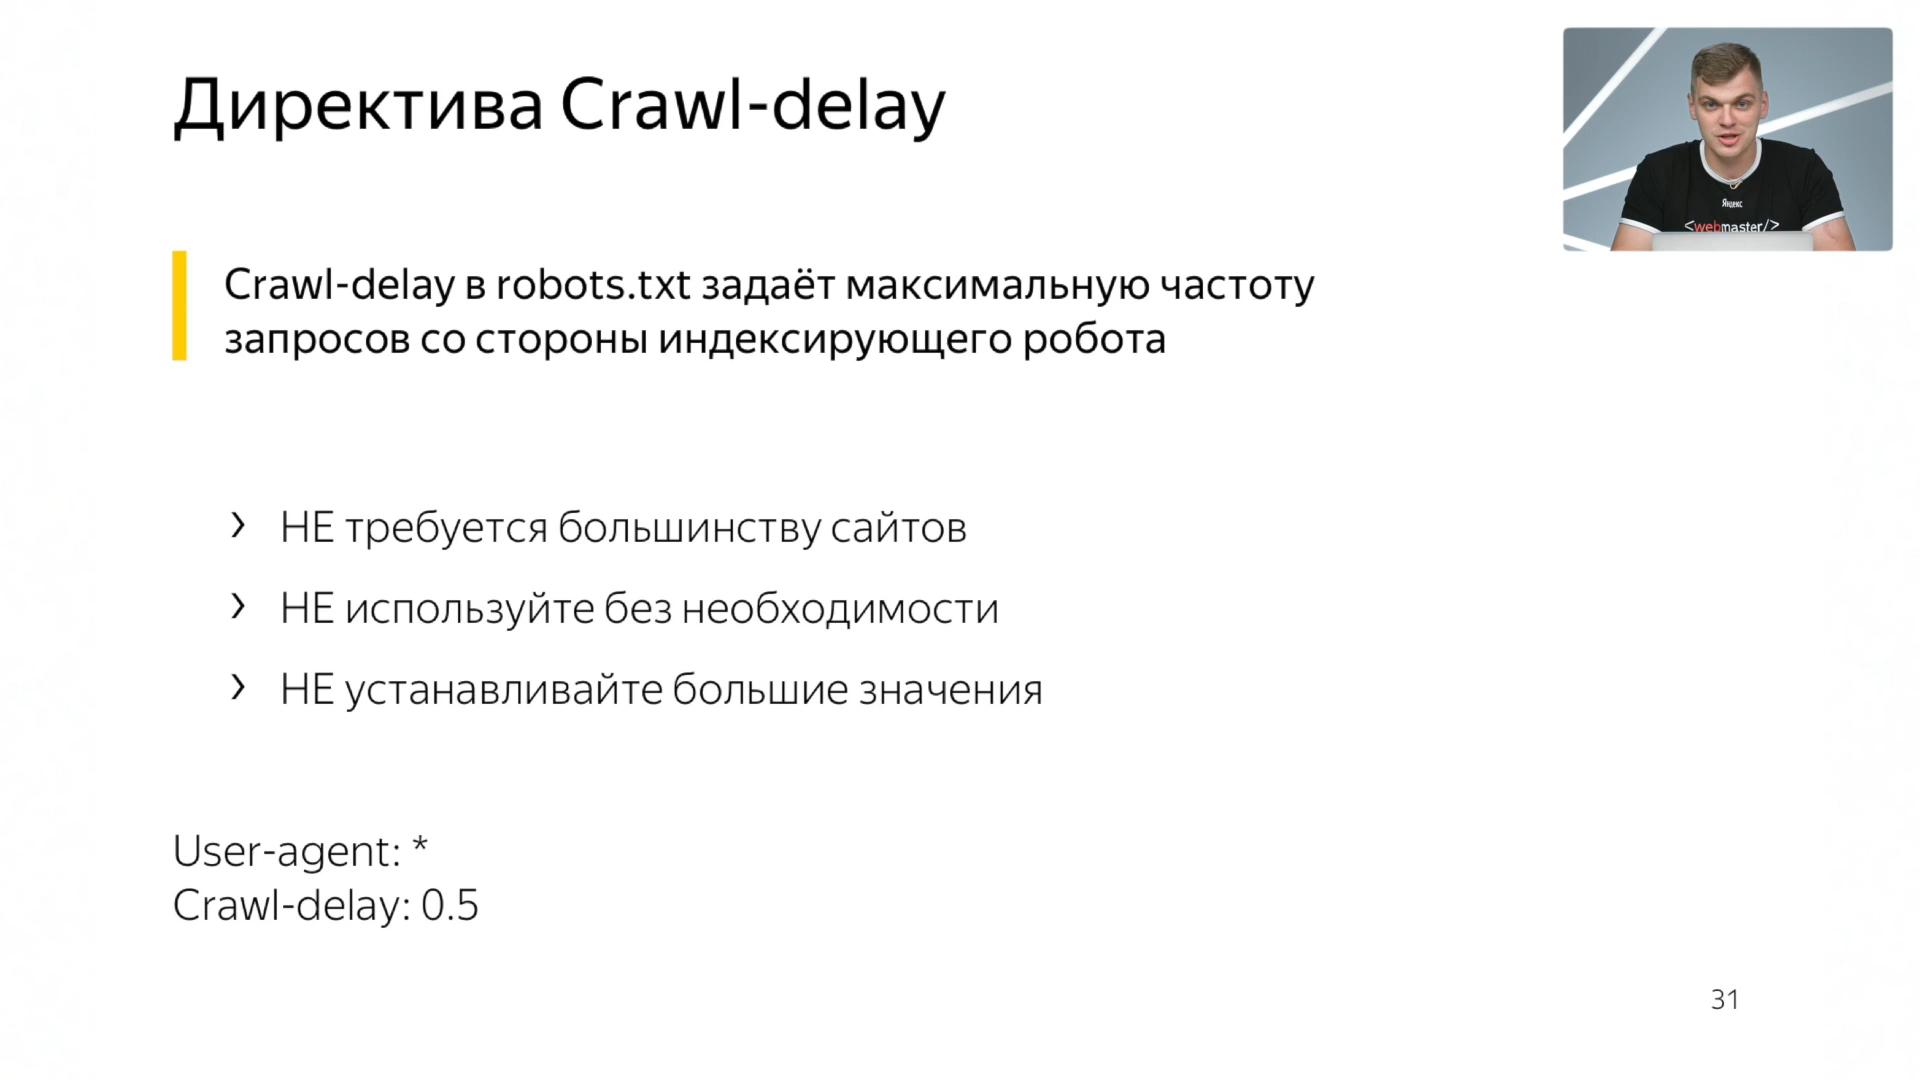 Директива Crawl-delay
Яндекс
<webmaster/>
Crawl-delay в robots.txt задаёт максимальную частоту
запросов со стороны индексирующего робота
› НЕ требуется большинству сайтов
› НЕ используйте без необходимости
› НЕ устанавливайте большие значения
User-agent: *
Crawl-delay: 0.5
31